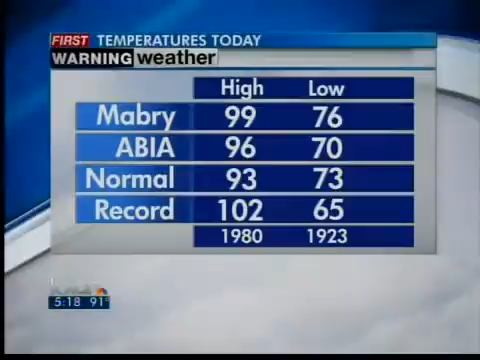 FIRST TEMPERATURES TODAY
WARNING weather
High Low
Mabry 99 76
ABIA 96 70
Normal 93 73
Record 102 65
1980 1923
5:18 91°